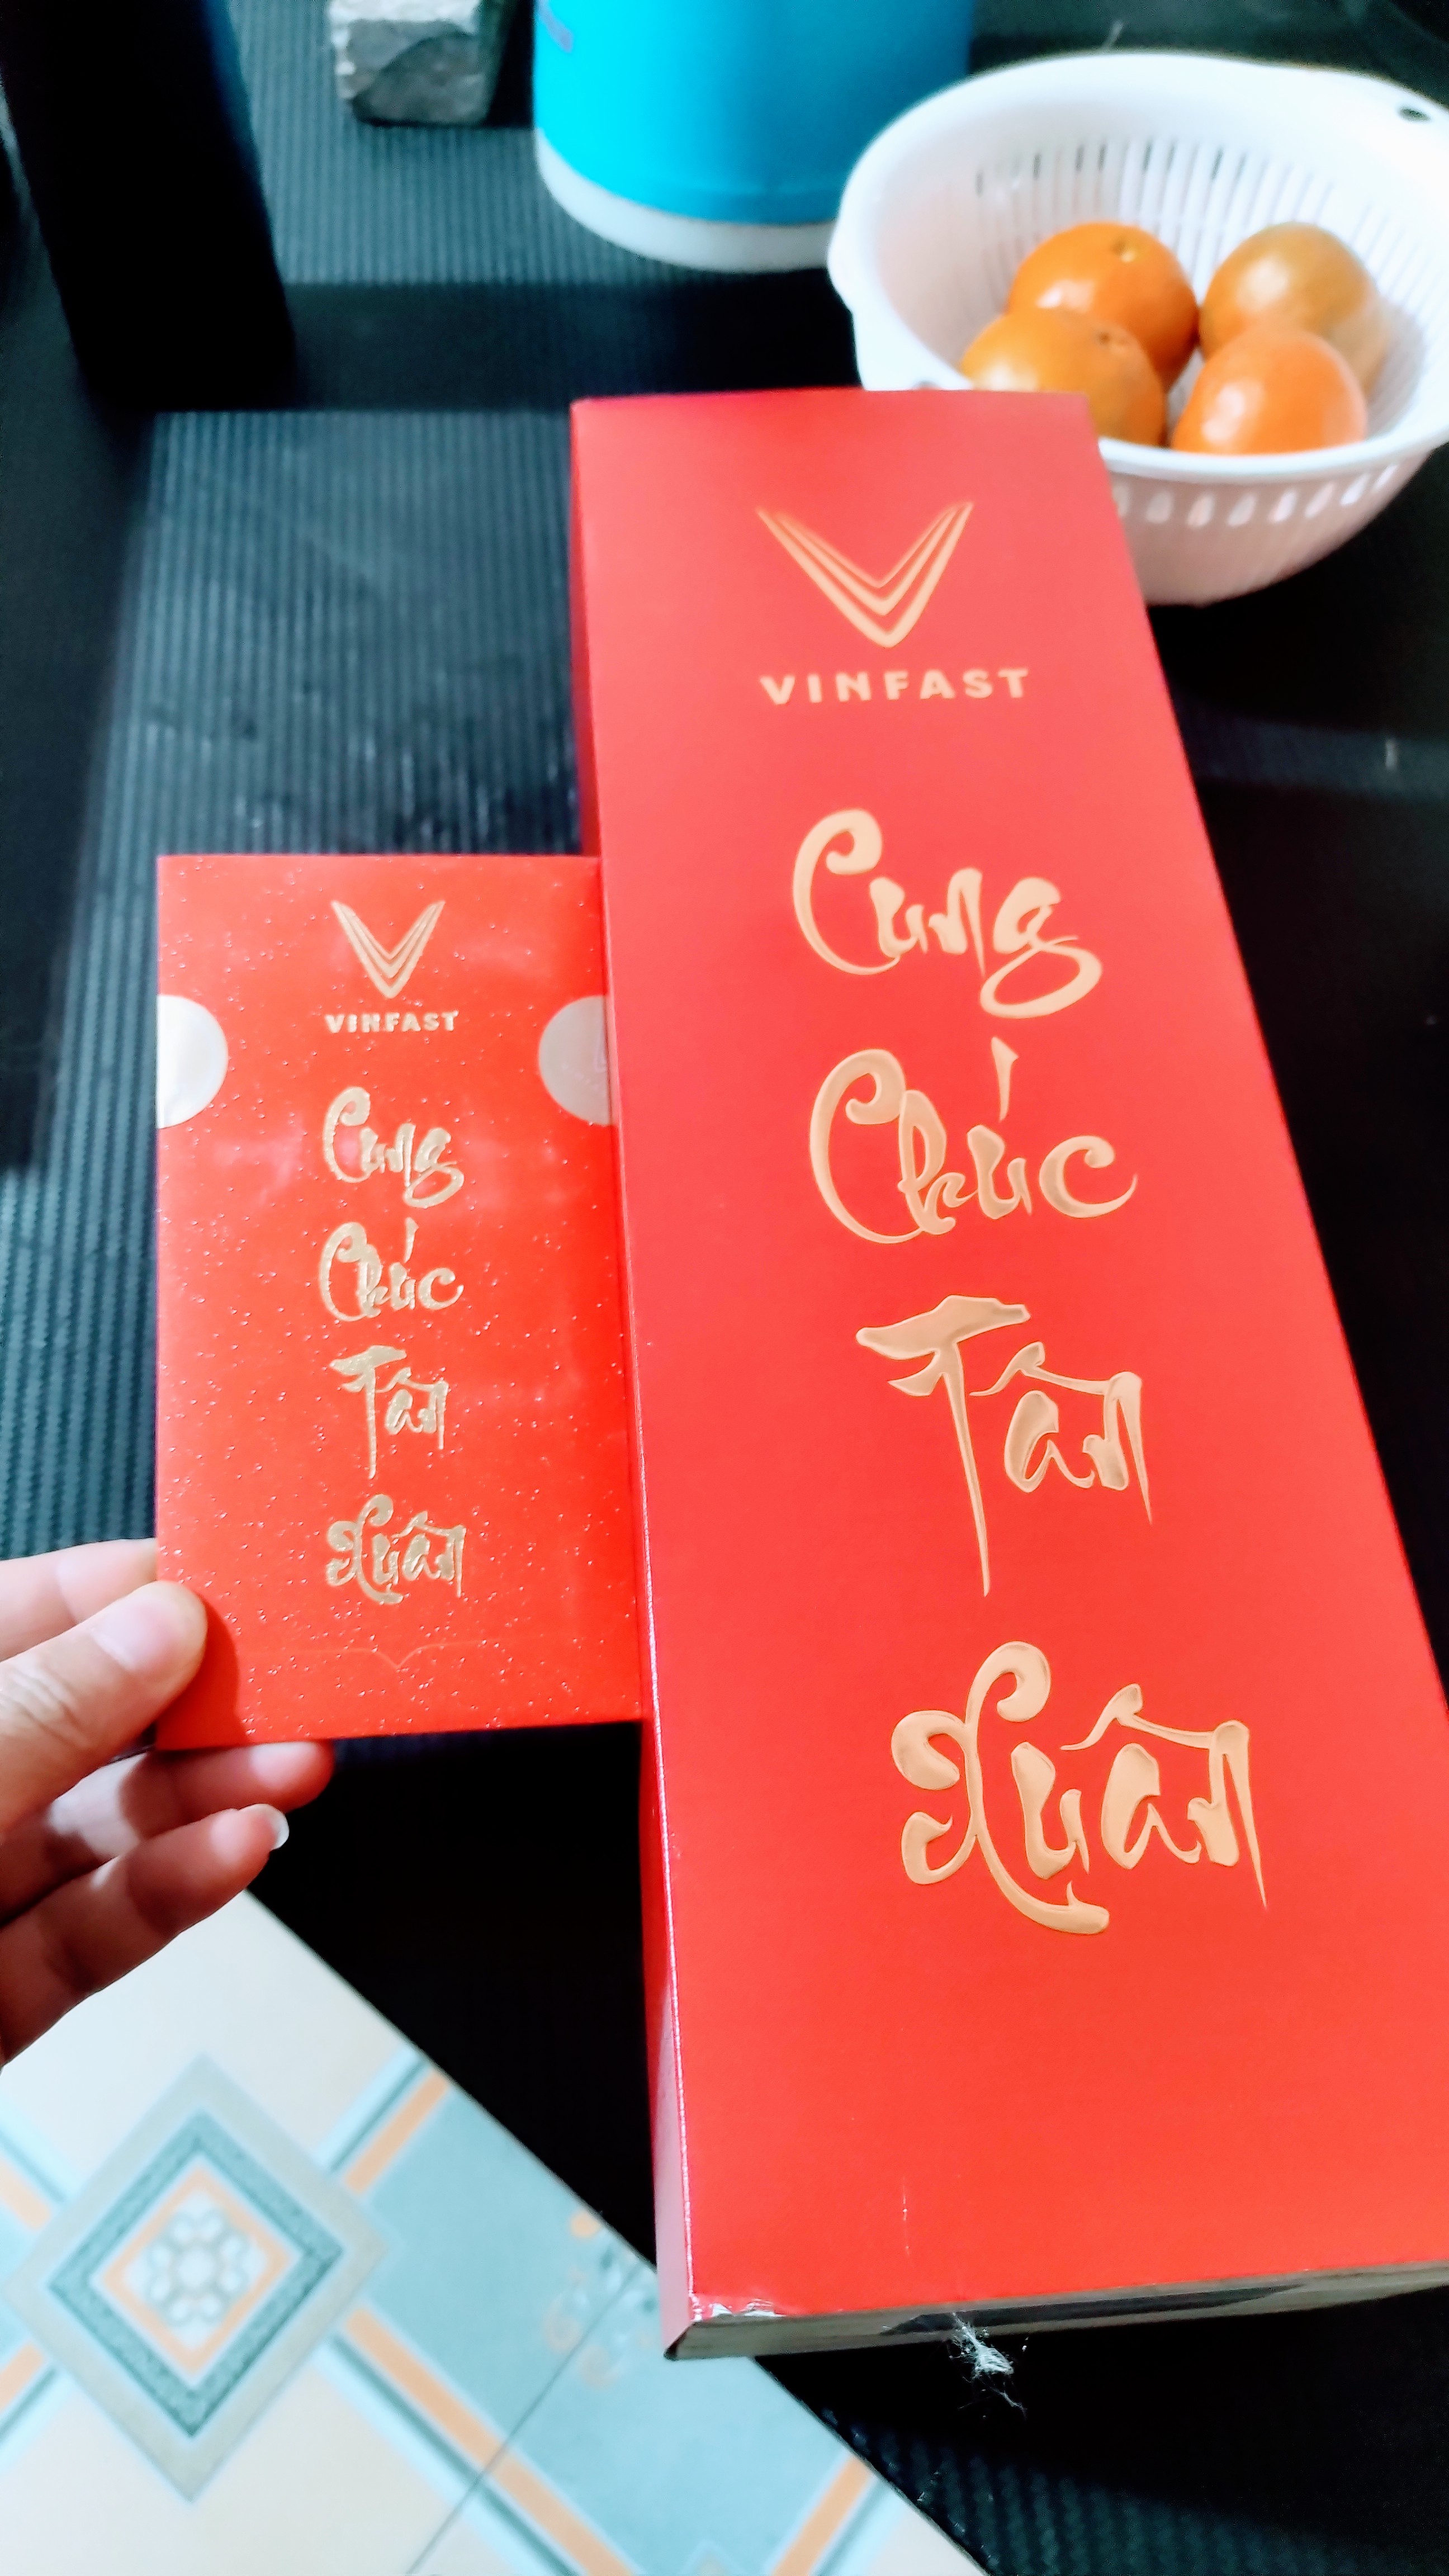 VINFAST
Cung
Chúc
Tân
Xuân
VINFAST
Cung
Chúc
Tân
Xuân